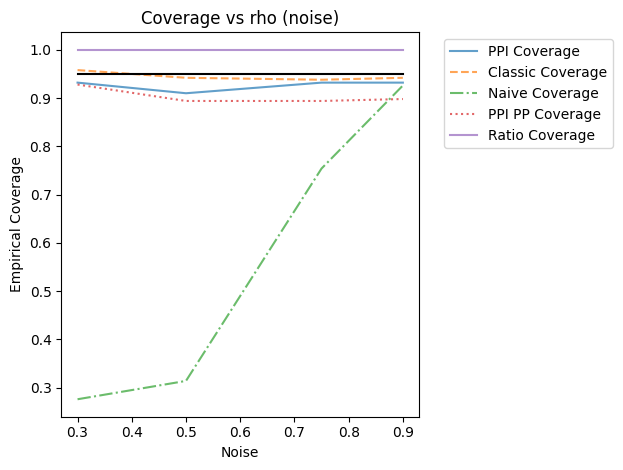 Coverage vs rho (noise)
1.0
0.9
0.8
0.7
0.6
0.5
0.4
0.3
Empirical Coverage
0.3 0.4 0.5 0.6 0.7 0.8 0.9
Noise
PPI Coverage
Classic Coverage
Naive Coverage
PPI PP Coverage
Ratio Coverage